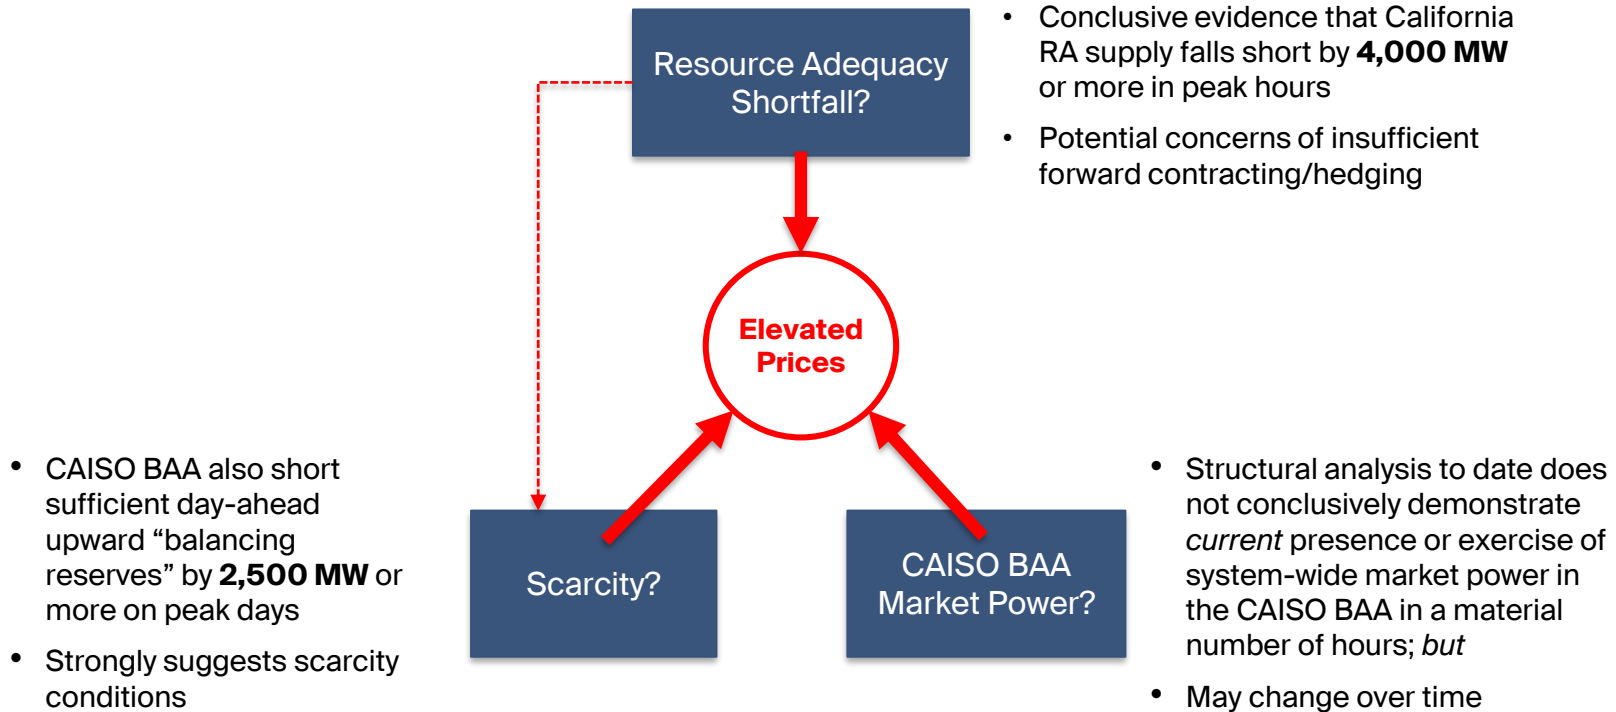 Resource Adequacy
Shortfall?
• Conclusive evidence that California
RA supply falls short by 4,000 MW
or more in peak hours
• Potential concerns of insufficient
forward contracting/hedging
Elevated
Prices
• CAISO BAA also short
sufficient day-ahead
upward “balancing
reserves” by 2,500 MW or
more on peak days
• Strongly suggests scarcity
conditions
Scarcity?
CAISO BAA
Market Power?
• Structural analysis to date does
not conclusively demonstrate
current presence or exercise of
system-wide market power in
the CAISO BAA in a material
number of hours; but
• May change over time